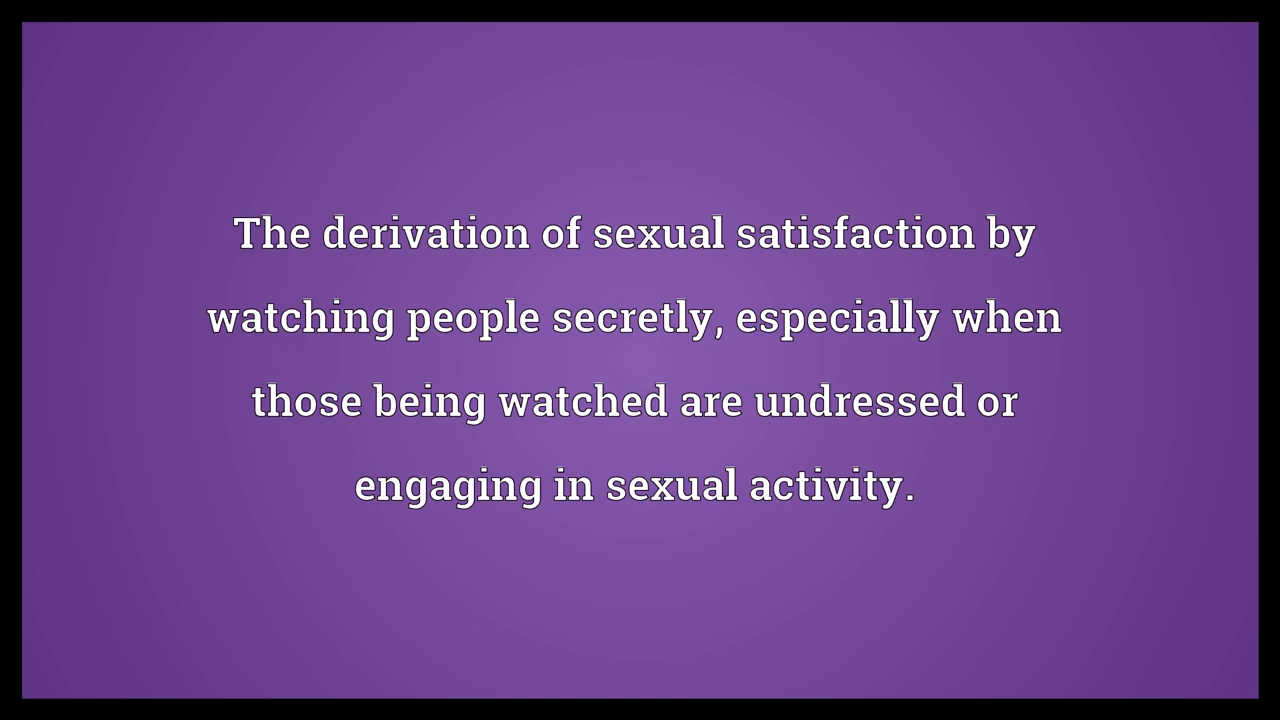 The derivation of sexual satisfaction by
watching people secretly, especially when
those being watched are undressed or
engaging in sexual activity.